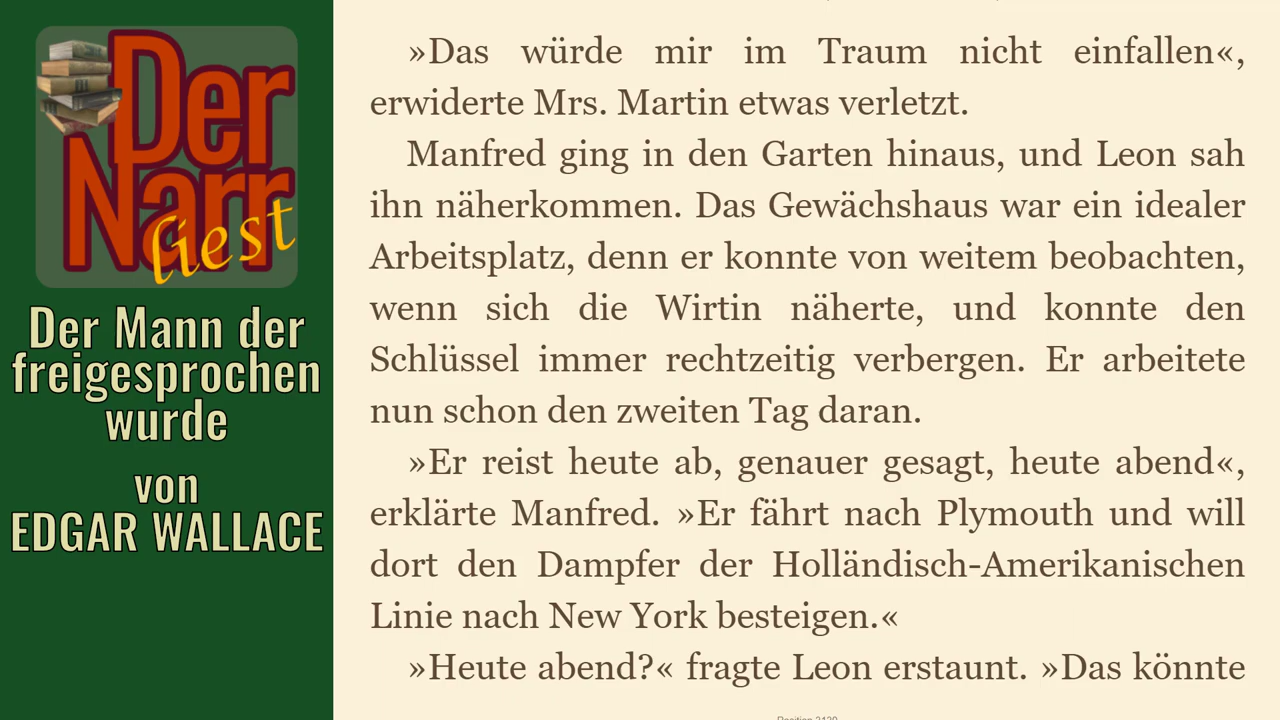 Der
Narr
liest
Der Mann der
freigesprochen
wurde
von
EDGAR WALLACE
»Das würde mir im Traum nicht einfallen«,
erwiderte Mrs. Martin etwas verletzt.
Manfred ging in den Garten hinaus, und Leon sah
ihn näherkommen. Das Gewächshaus war ein idealer
Arbeitsplatz, denn er konnte von weitem beobachten,
wenn sich die Wirtin näherte, und konnte den
Schlüssel immer rechtzeitig verbergen. Er arbeitete
nun schon den zweiten Tag daran.
»Er reist heute ab, genauer gesagt, heute abend«,
erklärte Manfred. »Er fährt nach Plymouth und will
dort den Dampfer der Holländisch-Amerikanischen
Linie nach New York besteigen.«
»Heute abend?« fragte Leon erstaunt. »Das könnte